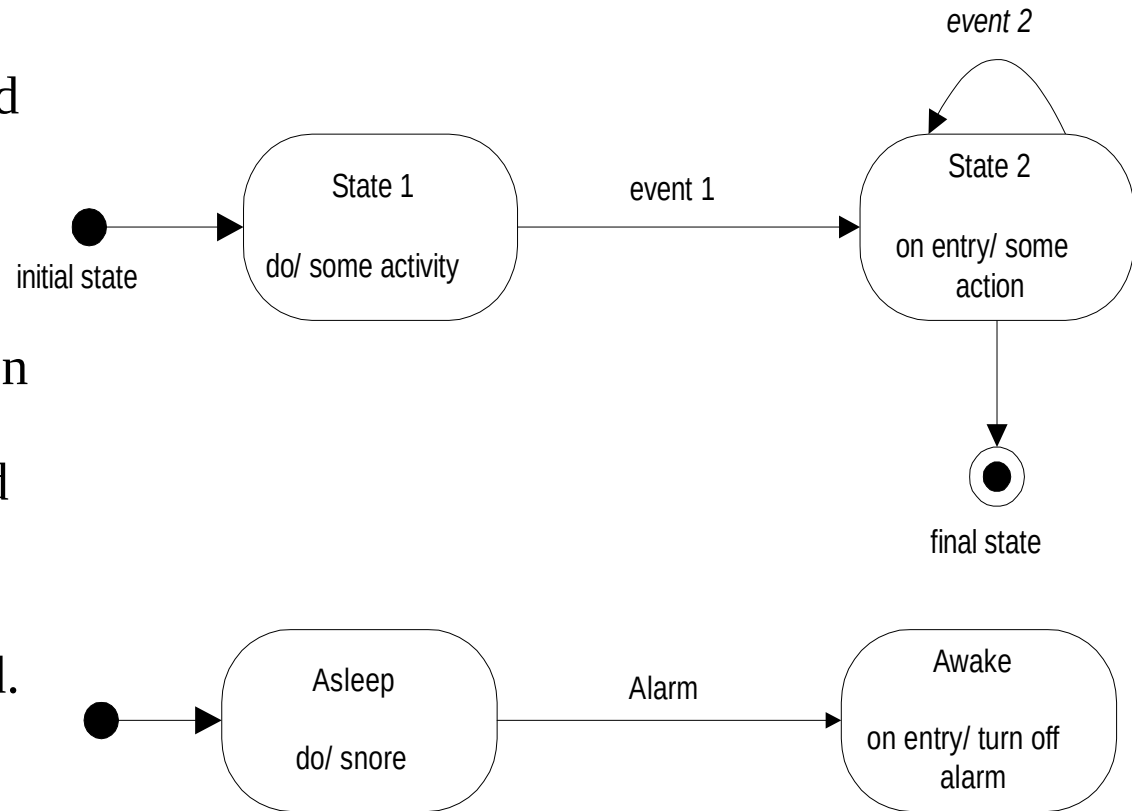 event 2
d
State 1
do/ some activity
event 1
State 2
on entry/ some
action
initial state
n
d
final state
l.
Asleep
do/ snore
Alarm
Awake
on entry/ turn off
alarm